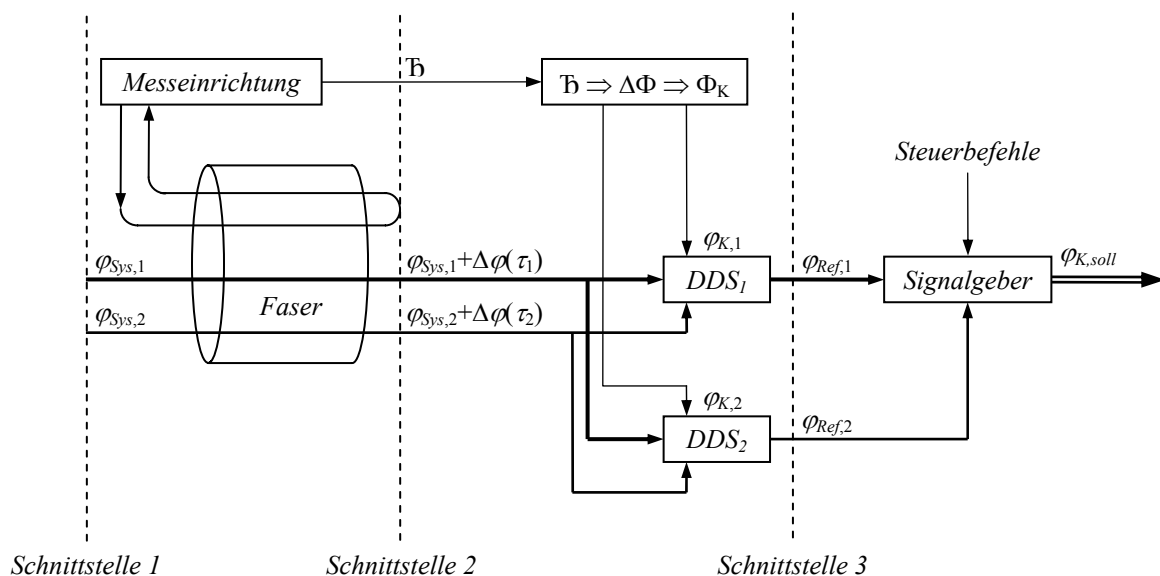 Messeinrichtung
Ђ
Ђ ⇒ ΔΦ ⇒ Φ_K
Steuerbefehle
φ_Sys,1
φ_Sys,1+Δφ(τ_1)
φ_K,1
DDS_1
φ_Ref,1
Signalgeber
φ_K,soll
Faser
φ_Sys,2
φ_Sys,2+Δφ(τ_2)
φ_K,2
DDS_2
φ_Ref,2
Schnittstelle 1
Schnittstelle 2
Schnittstelle 3